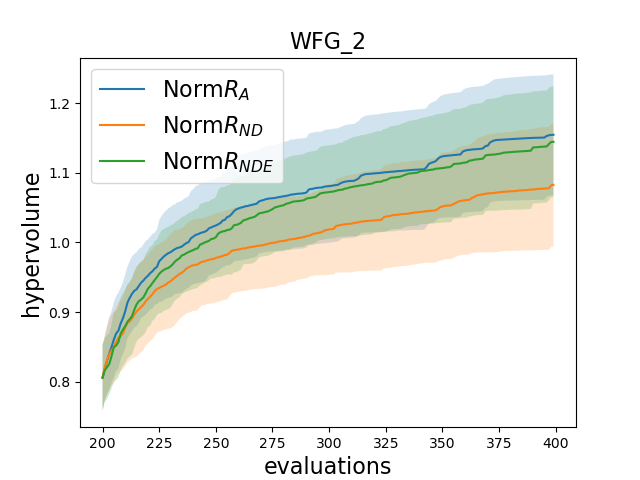 WFG_2
NormR_A
NormR_ND
NormR_NDE
hypervolume
1.2
1.1
1.0
0.9
0.8
200 225 250 275 300 325 350 375 400
evaluations